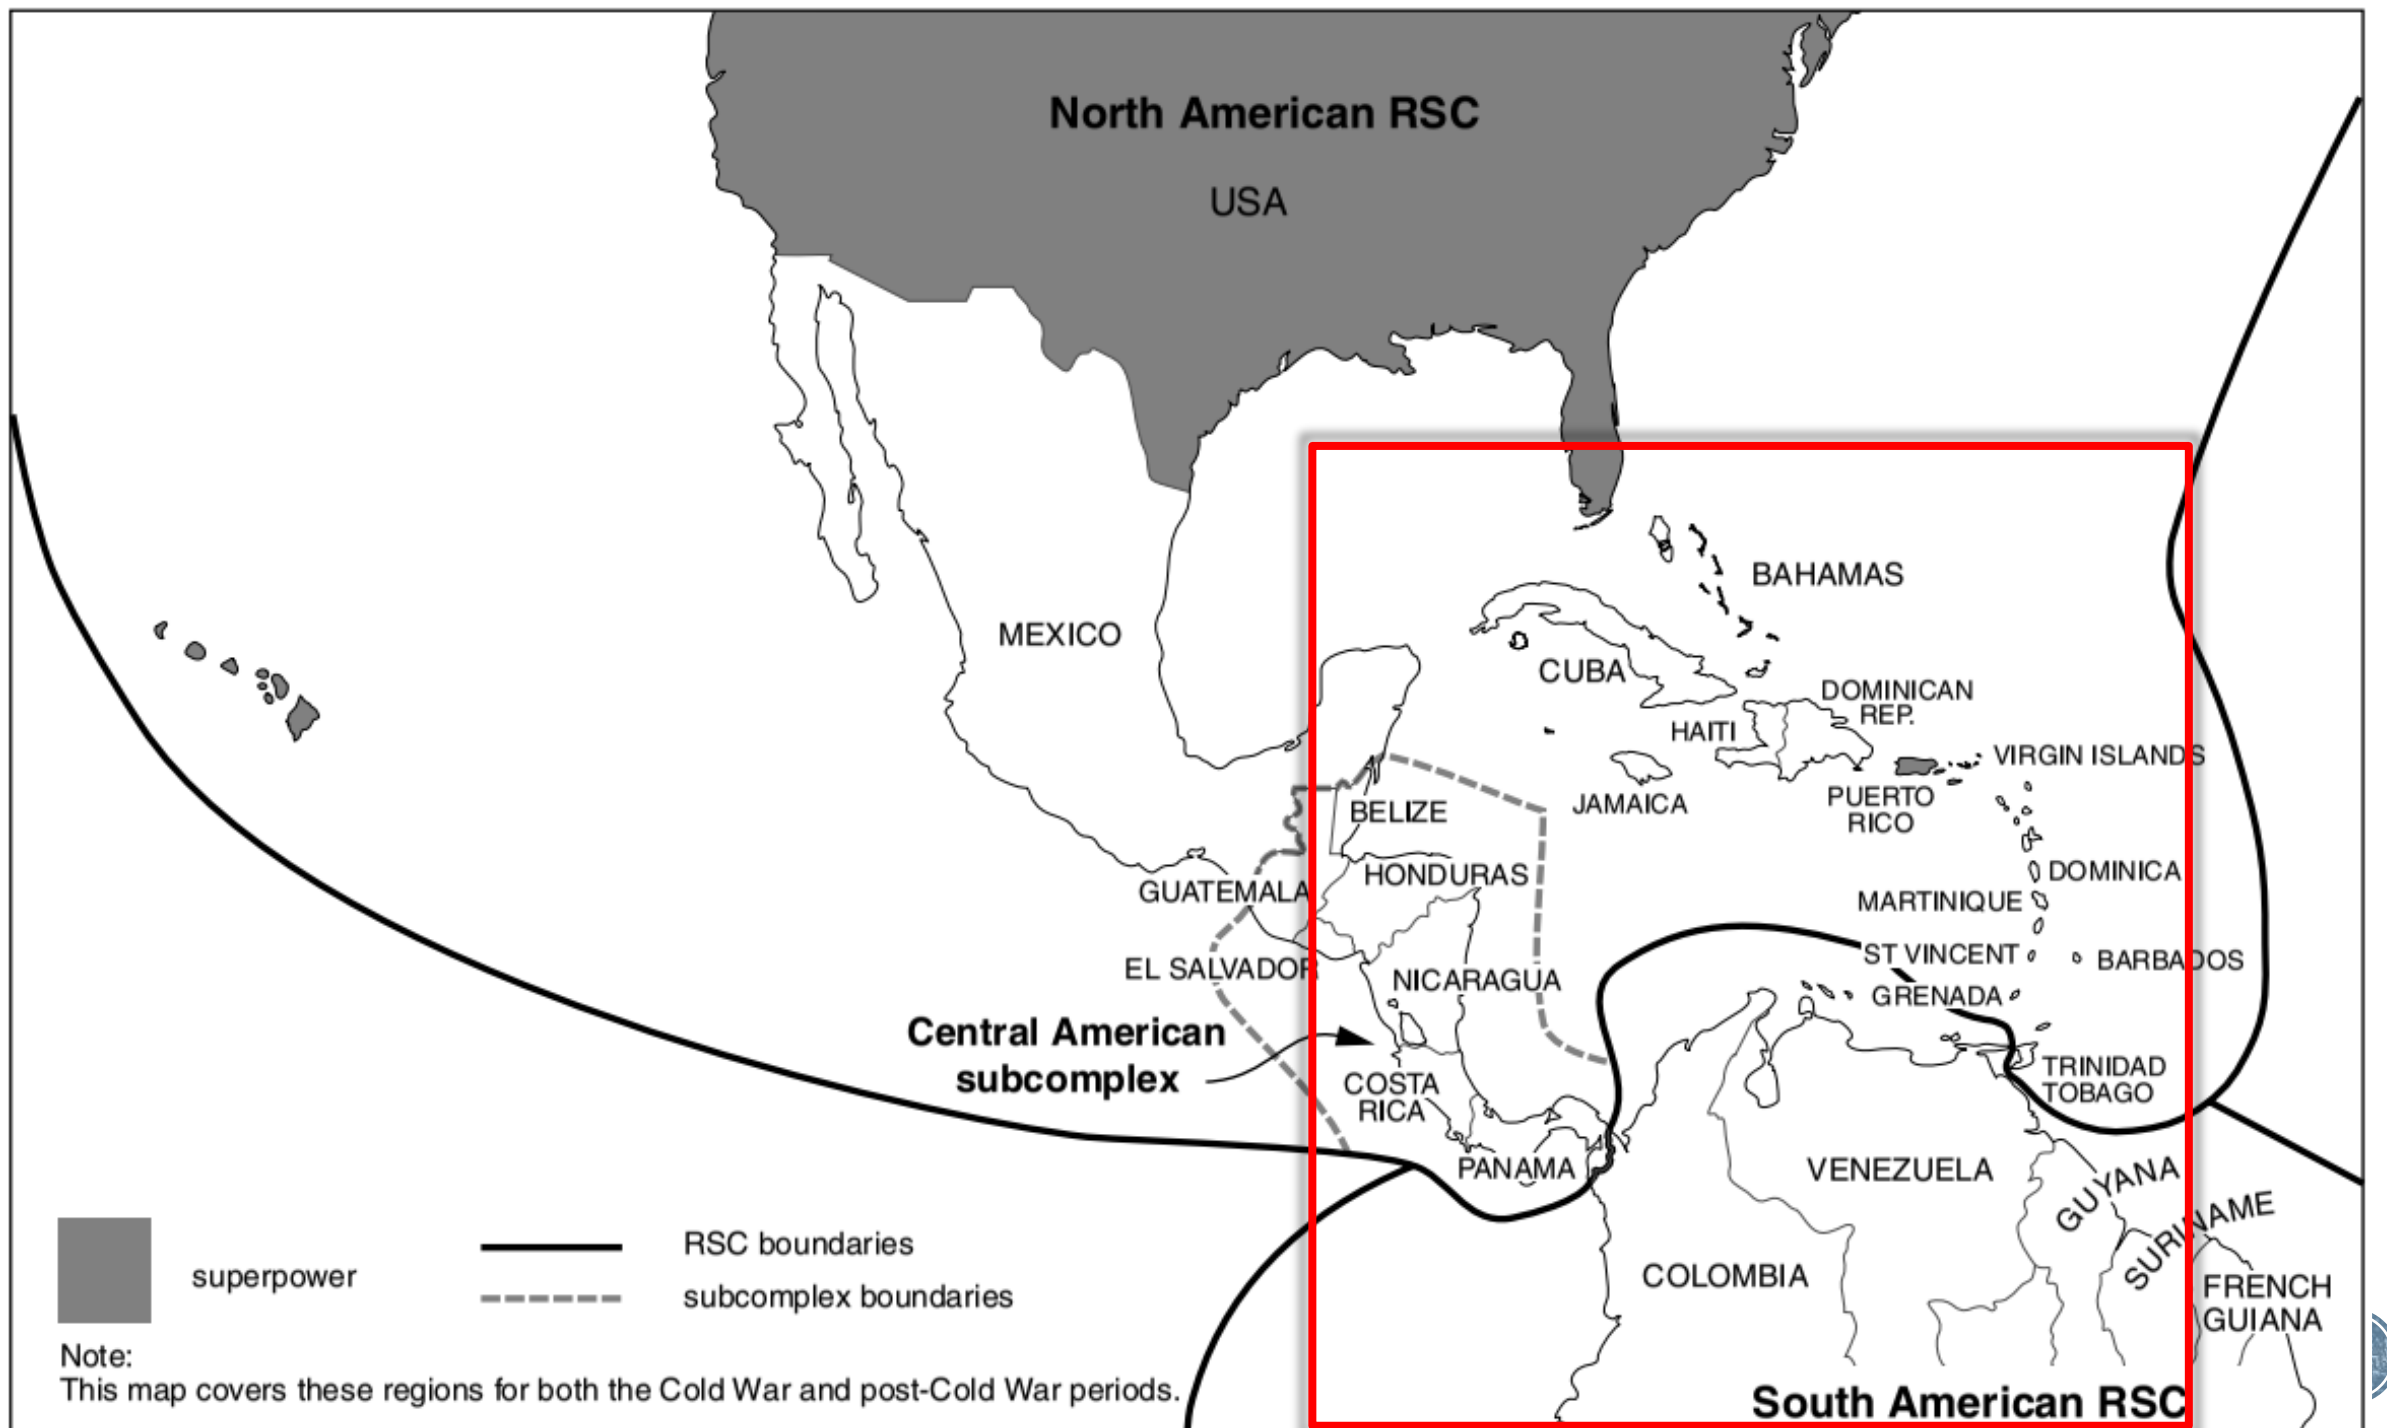 North American RSC
USA
MEXICO
BAHAMAS
CUBA
DOMINICAN
REP.
HAITI
VIRGIN ISLANDS
JAMAICA
PUERTO
RICO
BELIZE
HONDURAS
GUATEMALA
DOMINICA
MARTINIQUE
EL SALVADOR
NICARAGUA
ST VINCENT
BARBADOS
GRENADA
Central American
subcomplex
COSTA
RICA
TRINIDAD
TOBAGO
PANAMA
VENEZUELA
GUYANA
SURINAME
COLOMBIA
FRENCH
GUIANA
South American RSC
superpower
RSC boundaries
subcomplex boundaries
Note:
This map covers these regions for both the Cold War and post-Cold War periods.